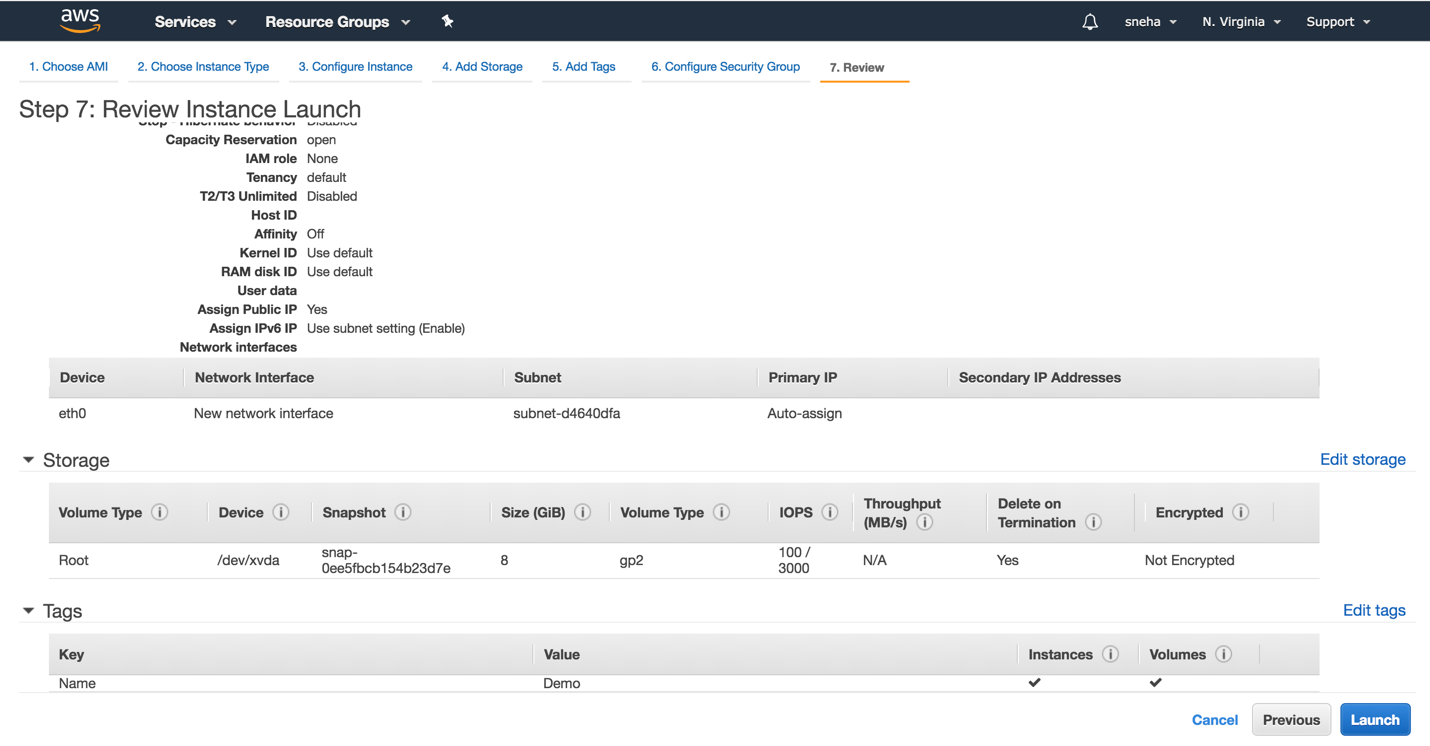 aws Services Resource Groups sneha N. Virginia Support
1. Choose AMI 2. Choose Instance Type 3. Configure Instance 4. Add Storage 5. Add Tags 6. Configure Security Group 7. Review
Step 7: Review Instance Launch
Stop - Hibernate behavior Disabled
Capacity Reservation open
IAM role None
Tenancy default
T2/T3 Unlimited Disabled
Host ID
Affinity Off
Kernel ID Use default
RAM disk ID Use default
User data
Assign Public IP Yes
Assign IPv6 IP Use subnet setting (Enable)
Network interfaces
Device Network Interface Subnet Primary IP Secondary IP Addresses
eth0 New network interface subnet-d4640dfa Auto-assign
Storage Edit storage
Volume Type Device Snapshot Size (GiB) Volume Type IOPS Throughput (MB/s) Delete on Termination Encrypted
Root /dev/xvda snap-0ee5fbcb154b23d7e 8 gp2 100 / 3000 N/A Yes Not Encrypted
Tags Edit tags
Key Value Instances Volumes
Name Demo
Cancel Previous Launch